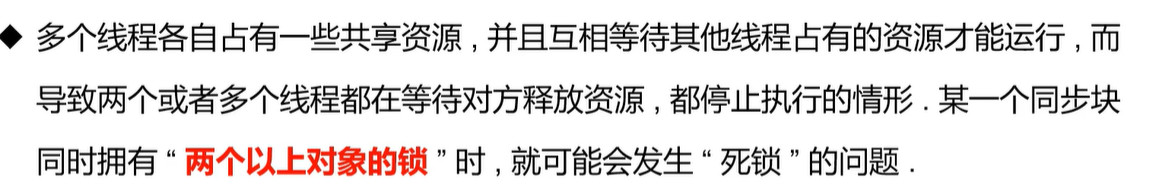 ◆ 多个线程各自占有一些共享资源 , 并且互相等待其他线程占有的资源才能运行 , 而
导致两个或者多个线程都在等待对方释放资源 , 都停止执行的情形 . 某一个同步块
同时拥有 “ 两个以上对象的锁 ” 时 , 就可能会发生 “ 死锁 ” 的问题 .